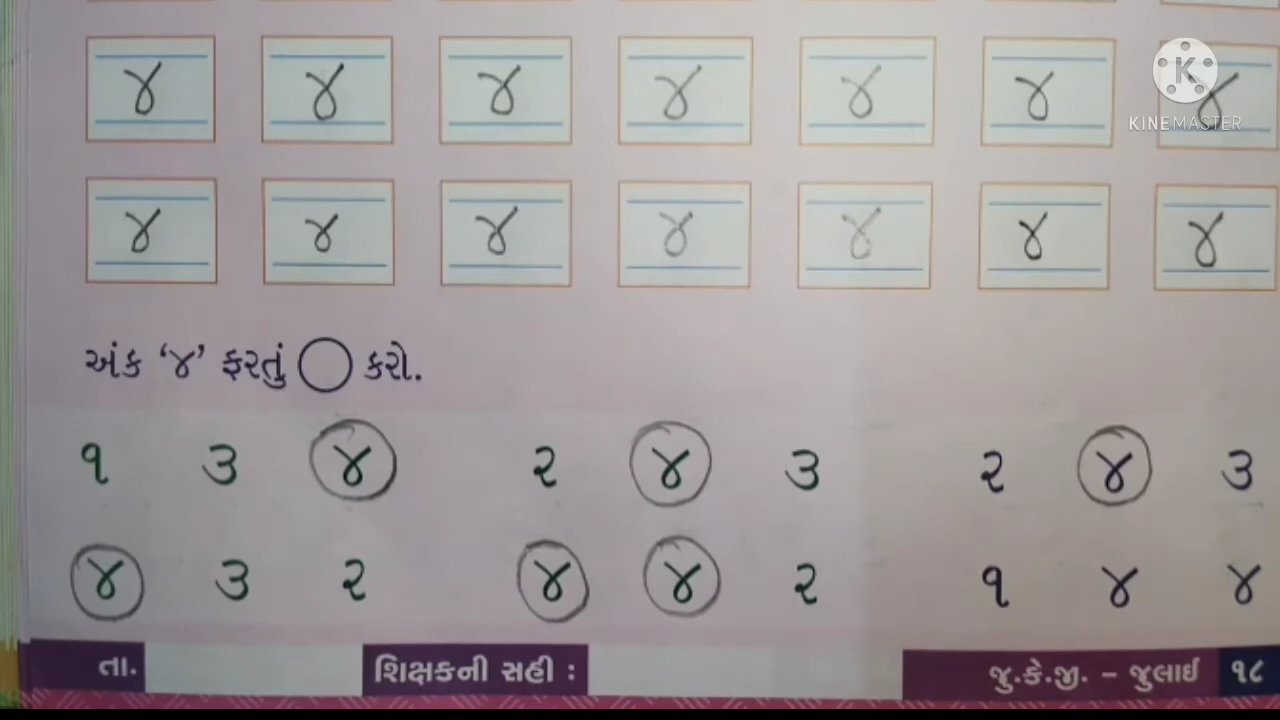 ૪ ૪ ૪ ૪ ૪ ૪ ૪
KINEMASTER
૪ ૪ ૪ ૪ ૪ ૪ ૪
અંક ‘૪’ ફરતું ◯ કરો.
૧ ૩ ૪ ૨ ૪ ૩ ૨ ૪ ૩
૪ ૩ ૨ ૪ ૪ ૨ ૧ ૪ ૪
તા. શિક્ષકની સહી : જુ.કે.જી. - જુલાઈ ૧૮